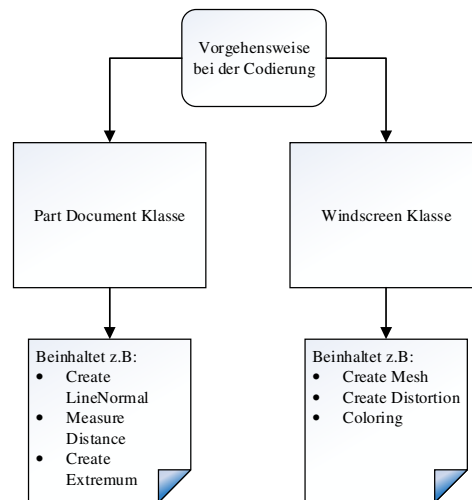 Vorgehensweise
bei der Codierung
Part Document Klasse
Windscreen Klasse
Beinhaltet z.B:
• Create
LineNormal
• Measure
Distance
• Create
Extremum
Beinhaltet z.B:
• Create Mesh
• Create Distortion
• Coloring